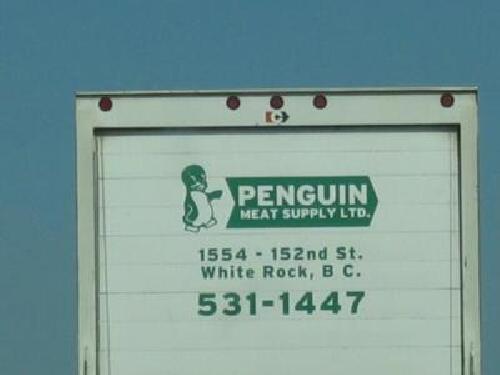 PENGUIN
MEAT SUPPLY LTD.
1554 - 152nd St.
White Rock, B C.
531-1447